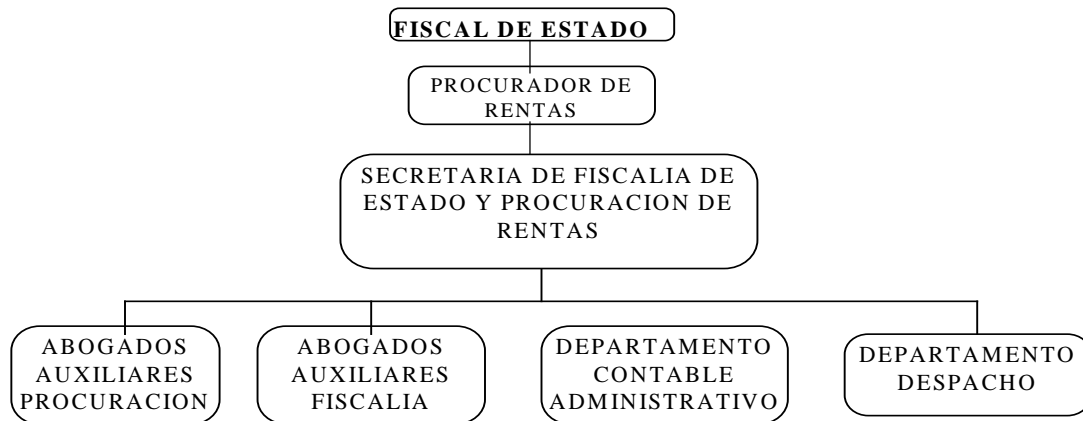 FISCAL DE ESTADO
PROCURADOR DE
RENTAS
SECRETARIA DE FISCALIA DE
ESTADO Y PROCURACION DE
RENTAS
ABOGADOS
AUXILIARES
PROCURACION
ABOGADOS
AUXILIARES
FISCALIA
DEPARTAMENTO
CONTABLE
ADMINISTRATIVO
DEPARTAMENTO
DESPACHO